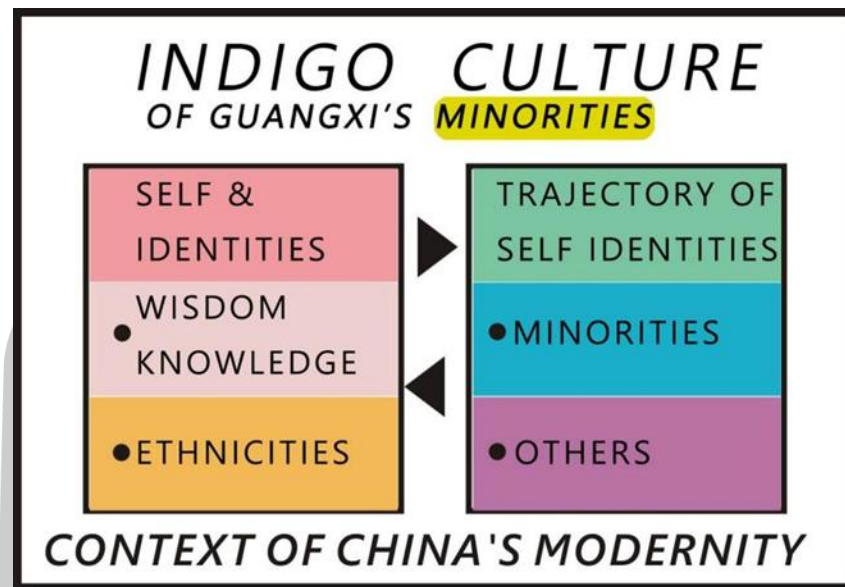 INDIGO CULTURE
OF GUANGXI'S MINORITIES
SELF &
IDENTITIES
•WISDOM
KNOWLEDGE
•ETHNICITIES
TRAJECTORY OF
SELF IDENTITIES
•MINORITIES
•OTHERS
CONTEXT OF CHINA'S MODERNITY